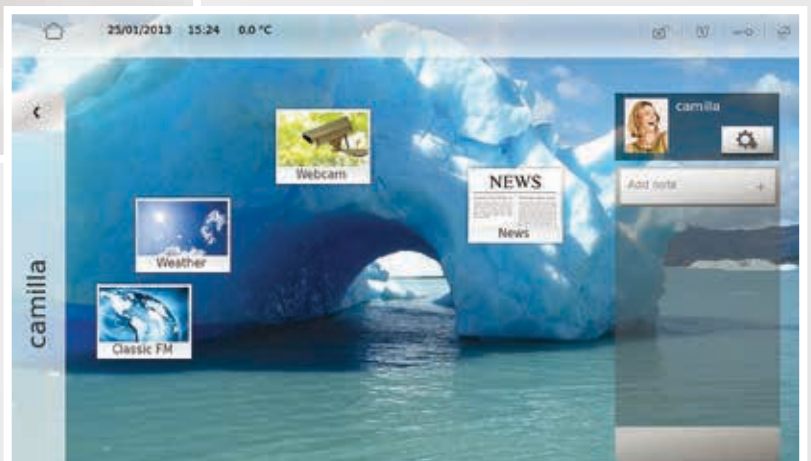 25/01/2013 15:24 0.0 °C
camilla
Add note +
Webcam
NEWS
News
Weather
Classic FM
camilla